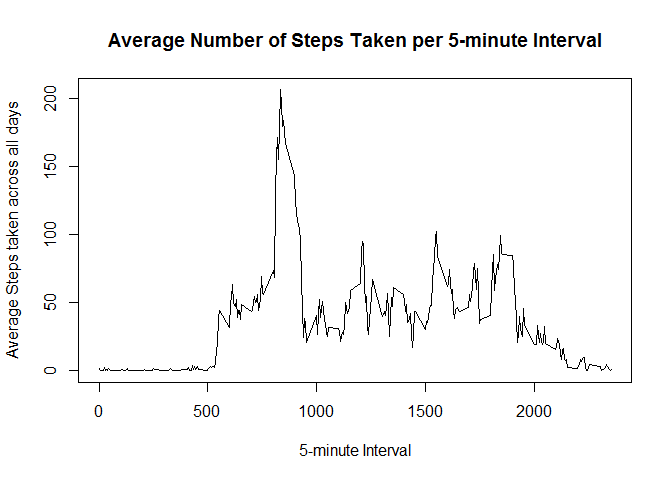 Average Number of Steps Taken per 5-minute Interval
Average Steps taken across all days
200
150
100
50
0
0 500 1000 1500 2000
5-minute Interval